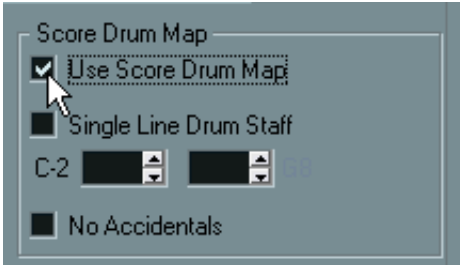 Score Drum Map
Use Score Drum Map
Single Line Drum Staff
C-2 G8
No Accidentals